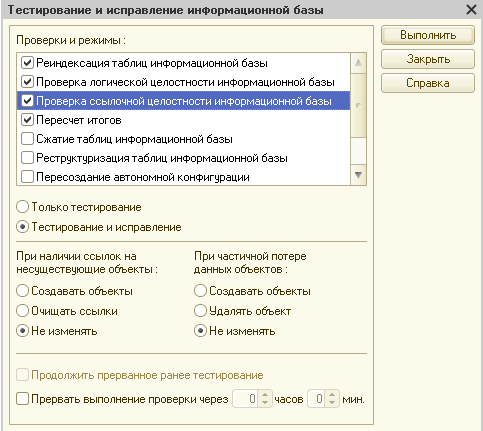 Тестирование и исправление информационной базы
Проверки и режимы :
Реиндексация таблиц информационной базы
Проверка логической целостности информационной базы
Проверка ссылочной целостности информационной базы
Пересчет итогов
Сжатие таблиц информационной базы
Реструктуризация таблиц информационной базы
Пересоздание автономной конфигурации
Только тестирование
Тестирование и исправление
При наличии ссылок на
несуществующие объекты :
Создавать объекты
Очищать ссылки
Не изменять
При частичной потере
данных объектов :
Создавать объекты
Удалять объект
Не изменять
Продолжить прерванное ранее тестирование
Прервать выполнение проверки через 0 часов 0 мин.
Выполнить
Закрыть
Справка